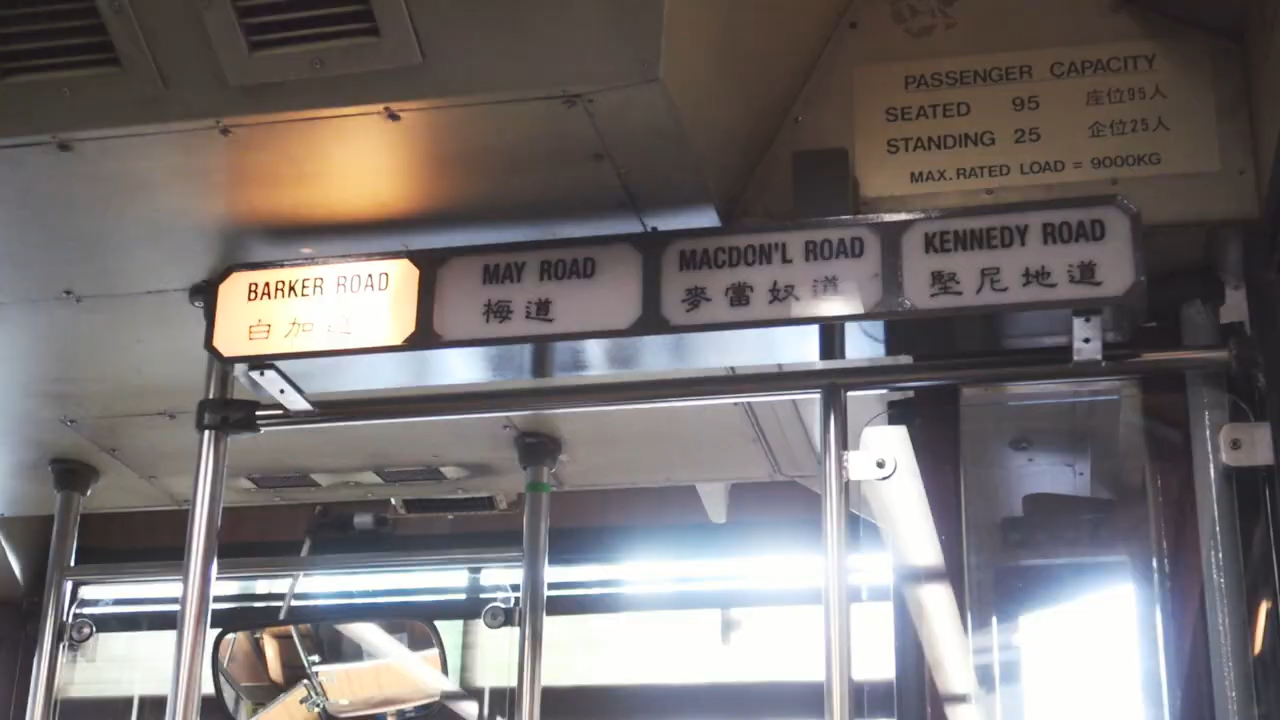 PASSENGER CAPACITY
SEATED 95 座位95人
STANDING 25 企位25人
MAX. RATED LOAD = 9000KG
BARKER ROAD
白加道
MAY ROAD
梅道
MACDON'L ROAD
麥當奴道
KENNEDY ROAD
堅尼地道